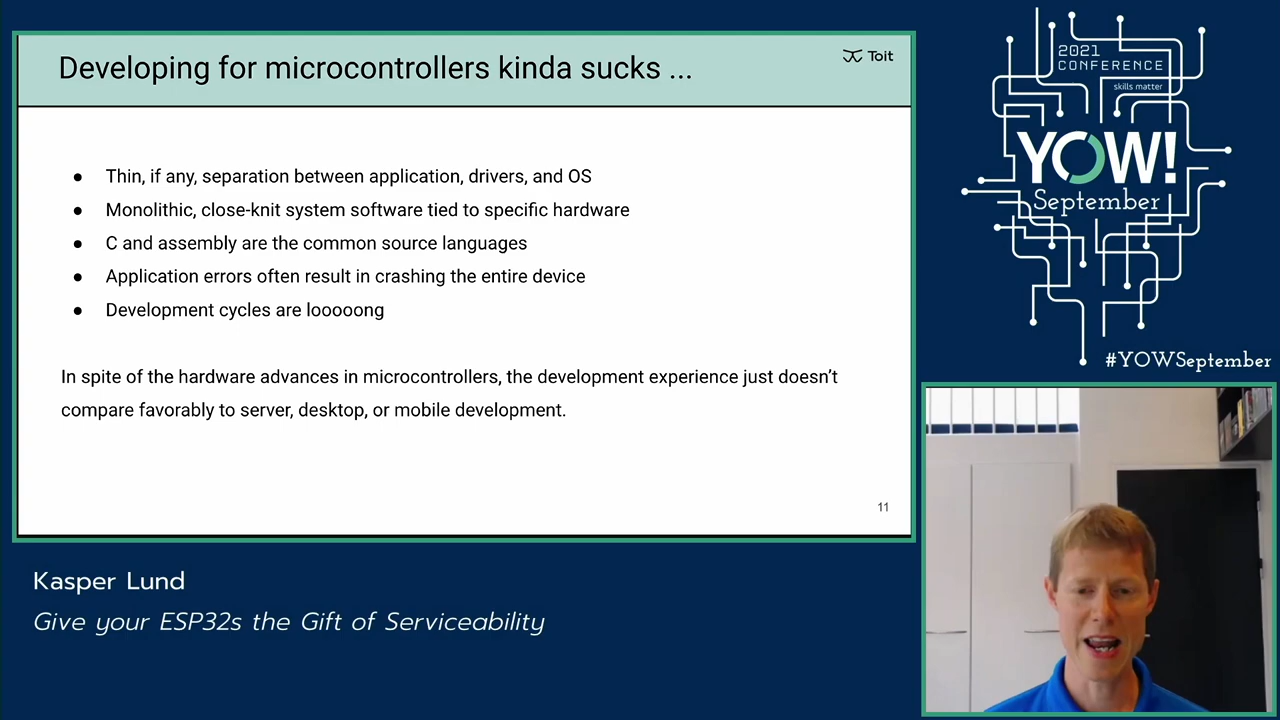 Developing for microcontrollers kinda sucks ...
Toit
● Thin, if any, separation between application, drivers, and OS
● Monolithic, close-knit system software tied to specific hardware
● C and assembly are the common source languages
● Application errors often result in crashing the entire device
● Development cycles are looooong
In spite of the hardware advances in microcontrollers, the development experience just doesn’t
compare favorably to server, desktop, or mobile development.
11
Kasper Lund
Give your ESP32s the Gift of Serviceability
2021
CONFERENCE
skills matter
YOW!
September
#YOWSeptember